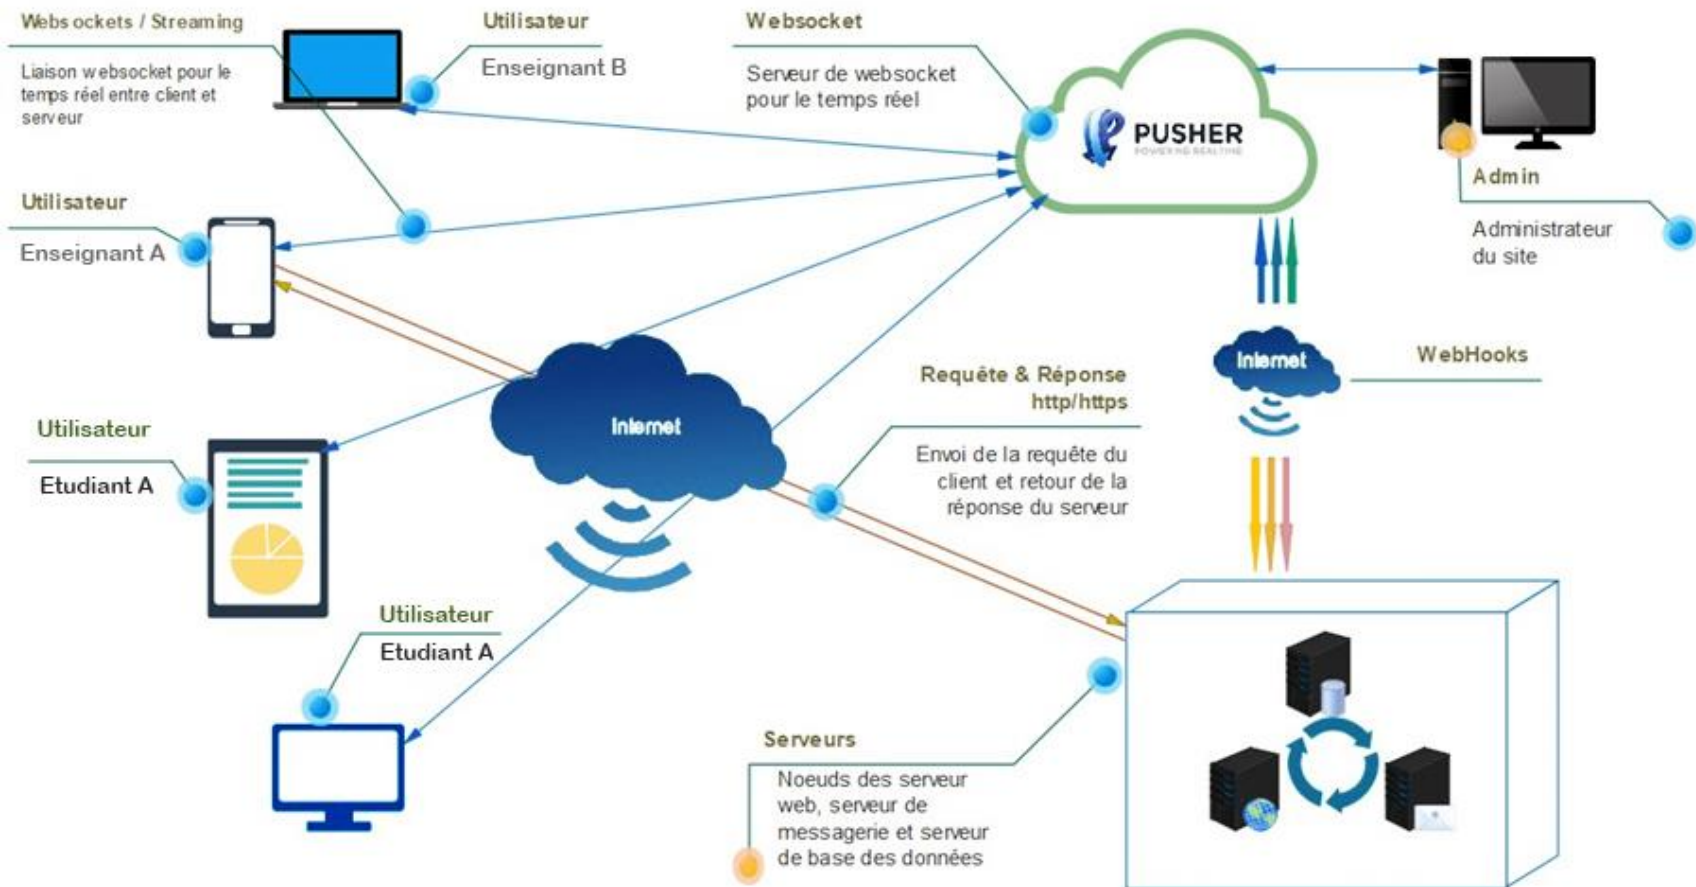 Websockets / Streaming
Liaison websocket pour le
temps réel entre client et
serveur
Utilisateur
Enseignant B
Websocket
Serveur de websocket
pour le temps réel
PUSHER
POWERING REALTIME
Admin
Administrateur
du site
Utilisateur
Enseignant A
Internet
WebHooks
Requête & Réponse
http/https
Envoi de la requête du
client et retour de la
réponse du serveur
Internet
Utilisateur
Etudiant A
Utilisateur
Etudiant A
Serveurs
Noeuds des serveur
web, serveur de
messagerie et serveur
de base des données